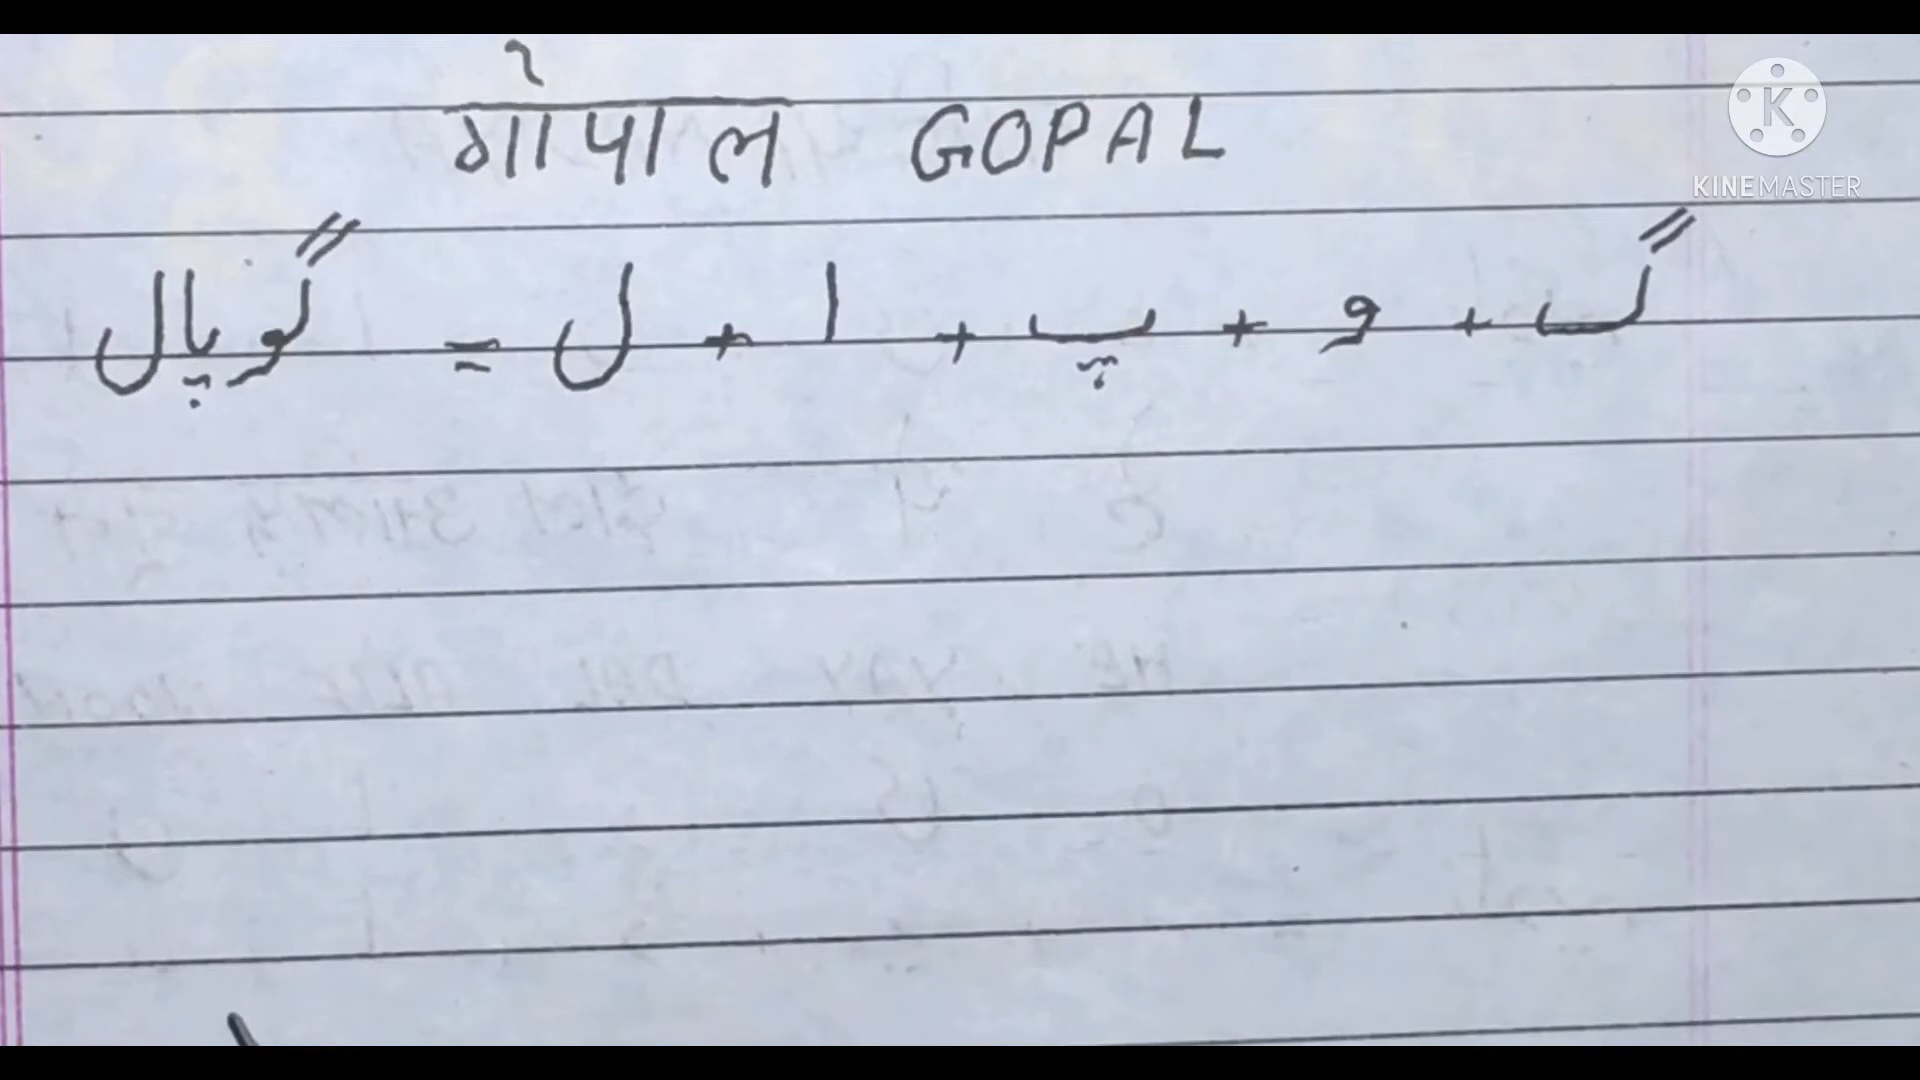 गोपाल GOPAL
گ + و + پ + ا + ل = گوپال
K
KINEMASTER